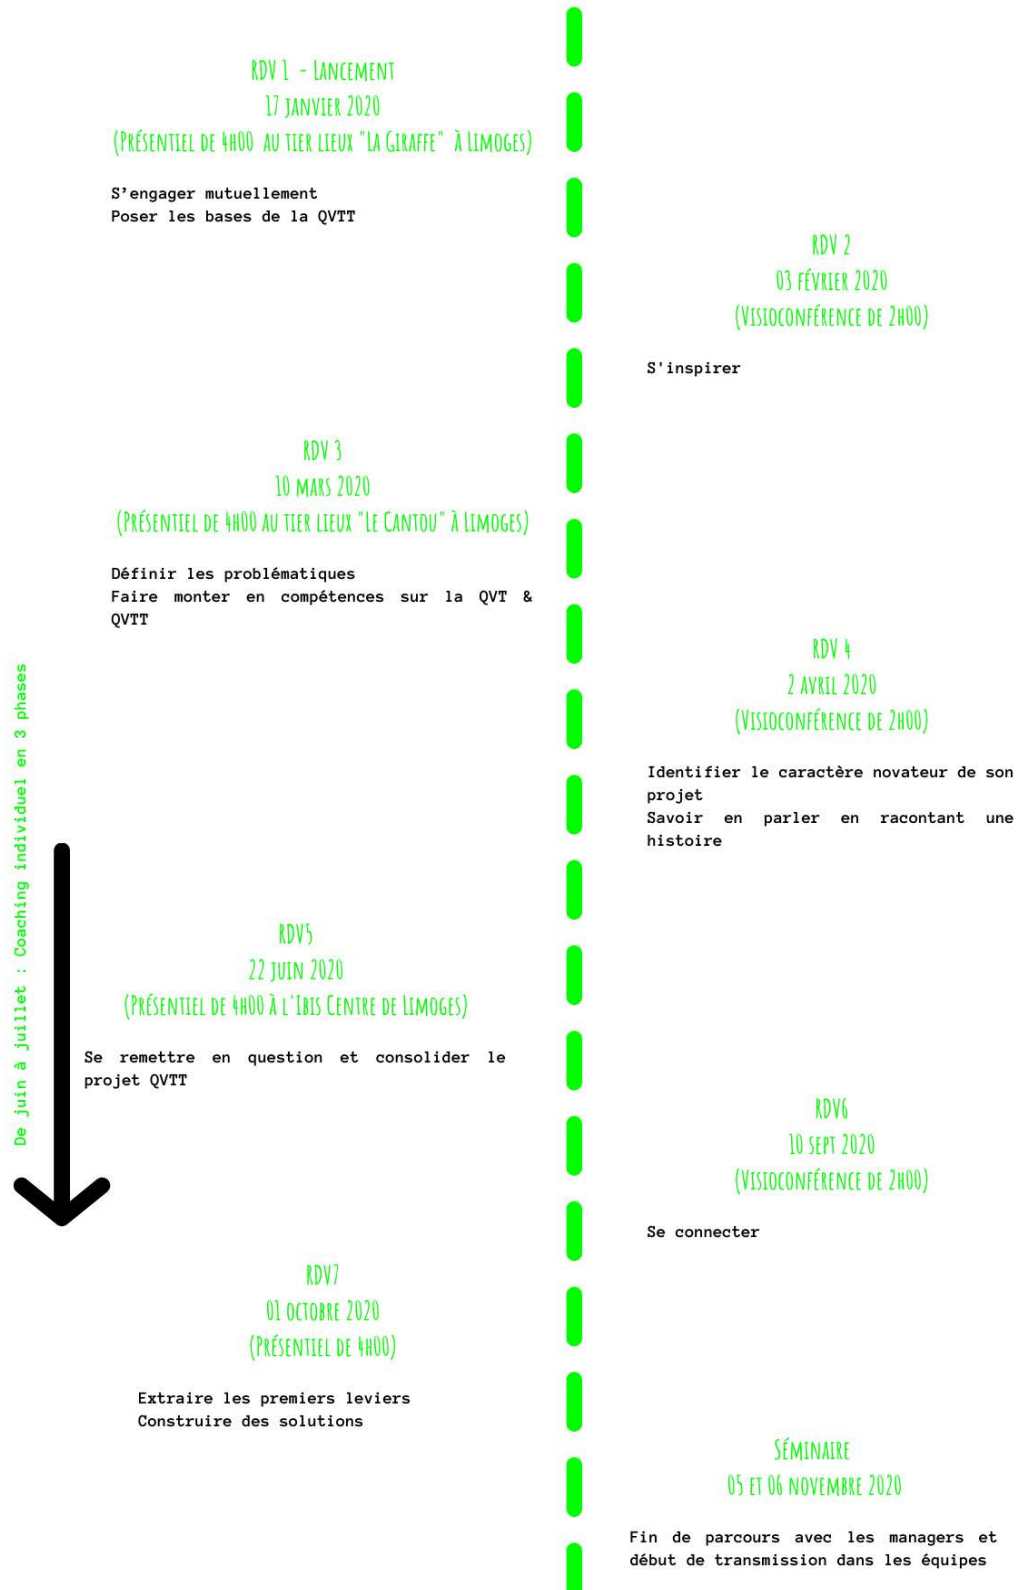 RDV 1 - Lancement
17 janvier 2020
(Présentiel de 4h00 au tier lieux "La Giraffe" à Limoges)
S'engager mutuellement
Poser les bases de la QVTT
RDV 2
03 février 2020
(Visioconférence de 2h00)
S'inspirer
RDV 3
10 mars 2020
(Présentiel de 4h00 au tier lieux "Le Cantou" à Limoges)
Définir les problématiques
Faire monter en compétences sur la QVT &
QVTT
RDV 4
2 avril 2020
(Visioconférence de 2h00)
Identifier le caractère novateur de son
projet
Savoir en parler en racontant une
histoire
De juin à juillet : Coaching individuel en 3 phases
RDV5
22 juin 2020
(Présentiel de 4h00 à l'Ibis Centre de Limoges)
Se remettre en question et consolider le
projet QVTT
RDV6
10 sept 2020
(Visioconférence de 2h00)
Se connecter
RDV7
01 octobre 2020
(Présentiel de 4h00)
Extraire les premiers leviers
Construire des solutions
Séminaire
05 et 06 novembre 2020
Fin de parcours avec les managers et
début de transmission dans les équipes